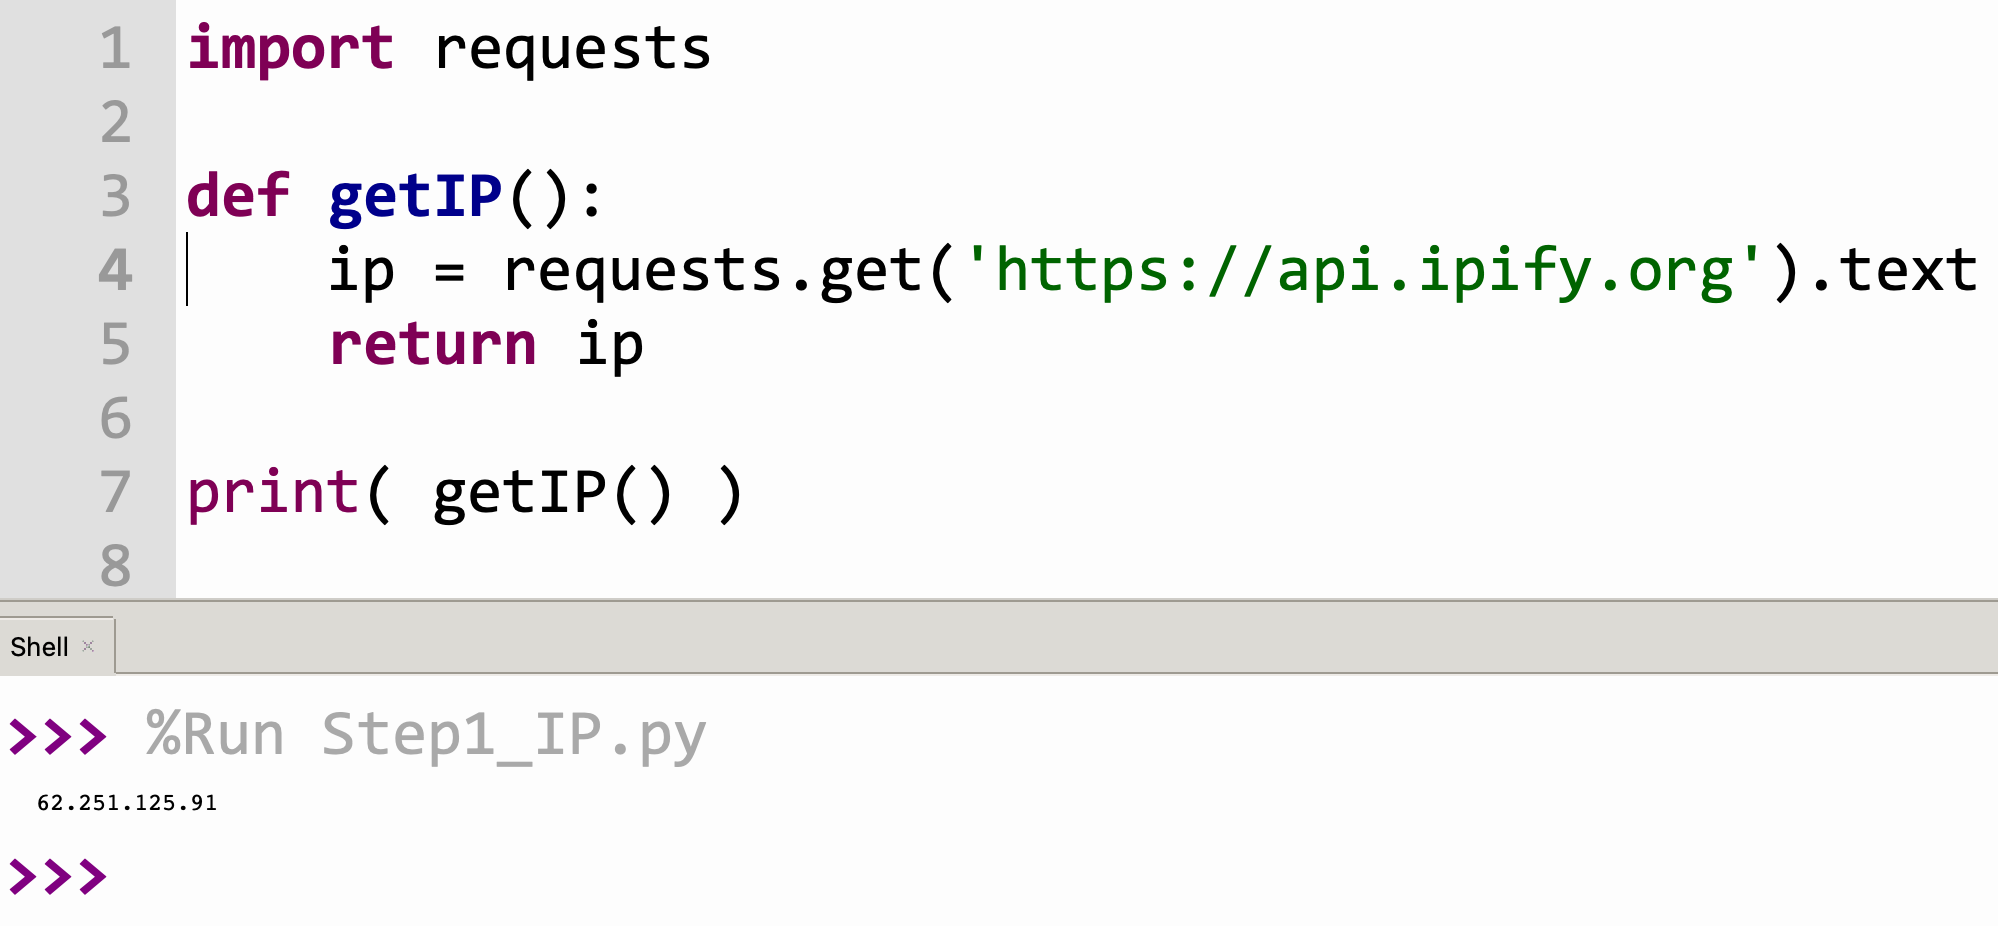 1 import requests
2
3 def getIP():
4     ip = requests.get('https://api.ipify.org').text
5     return ip
6
7 print( getIP() )
8
Shell ×
>>> %Run Step1_IP.py
62.251.125.91
>>>